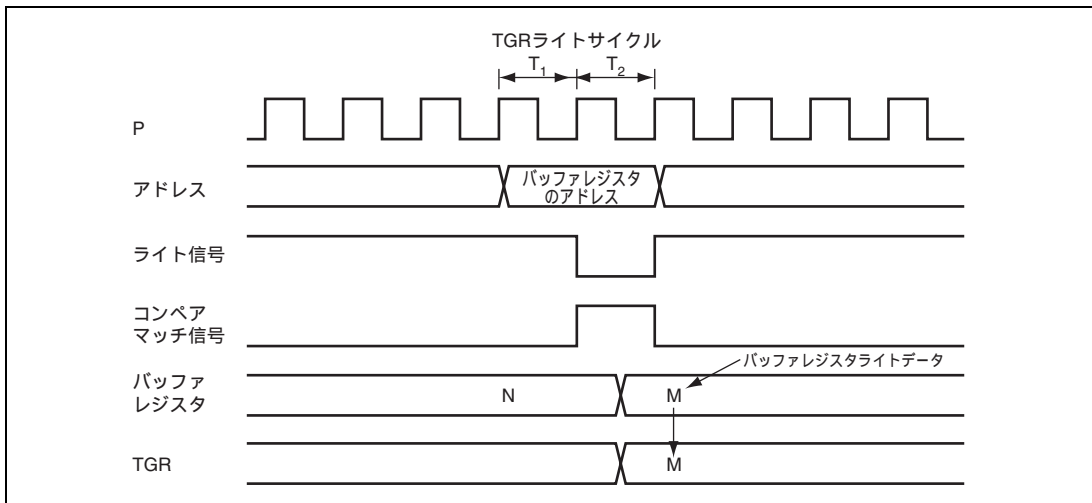 TGRライトサイクル
T1 T2
P
アドレス
バッファレジスタ
のアドレス
ライト信号
コンペア
マッチ信号
バッファレジスタライトデータ
バッファ
レジスタ
N M
TGR
M